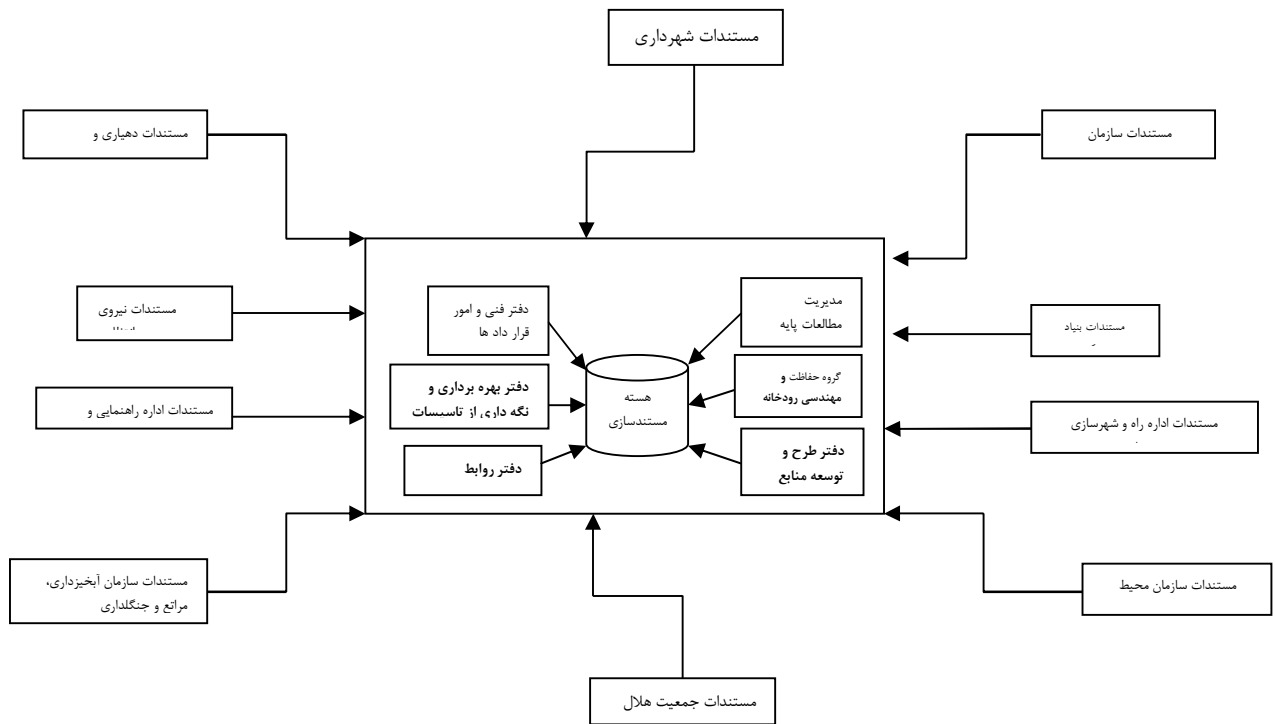 مستندات شهرداری
مستندات سازمان
مستندات دهیاری و
مستندات نیروی
مستندات بنیاد
مدیریت
مطالعات پایه
دفتر فنی و امور
قرار داد ها
گروه حفاظت و
مهندسی رودخانه
هسته
مستندسازی
دفتر بهره برداری و
نگه داری از تاسیسات
مستندات اداره راه و شهرسازی
مستندات اداره راهنمایی و
دفتر طرح و
توسعه منابع
دفتر روابط
مستندات سازمان محیط
مستندات سازمان آبخیزداری،
مراتع و جنگلداری
مستندات جمعیت هلال